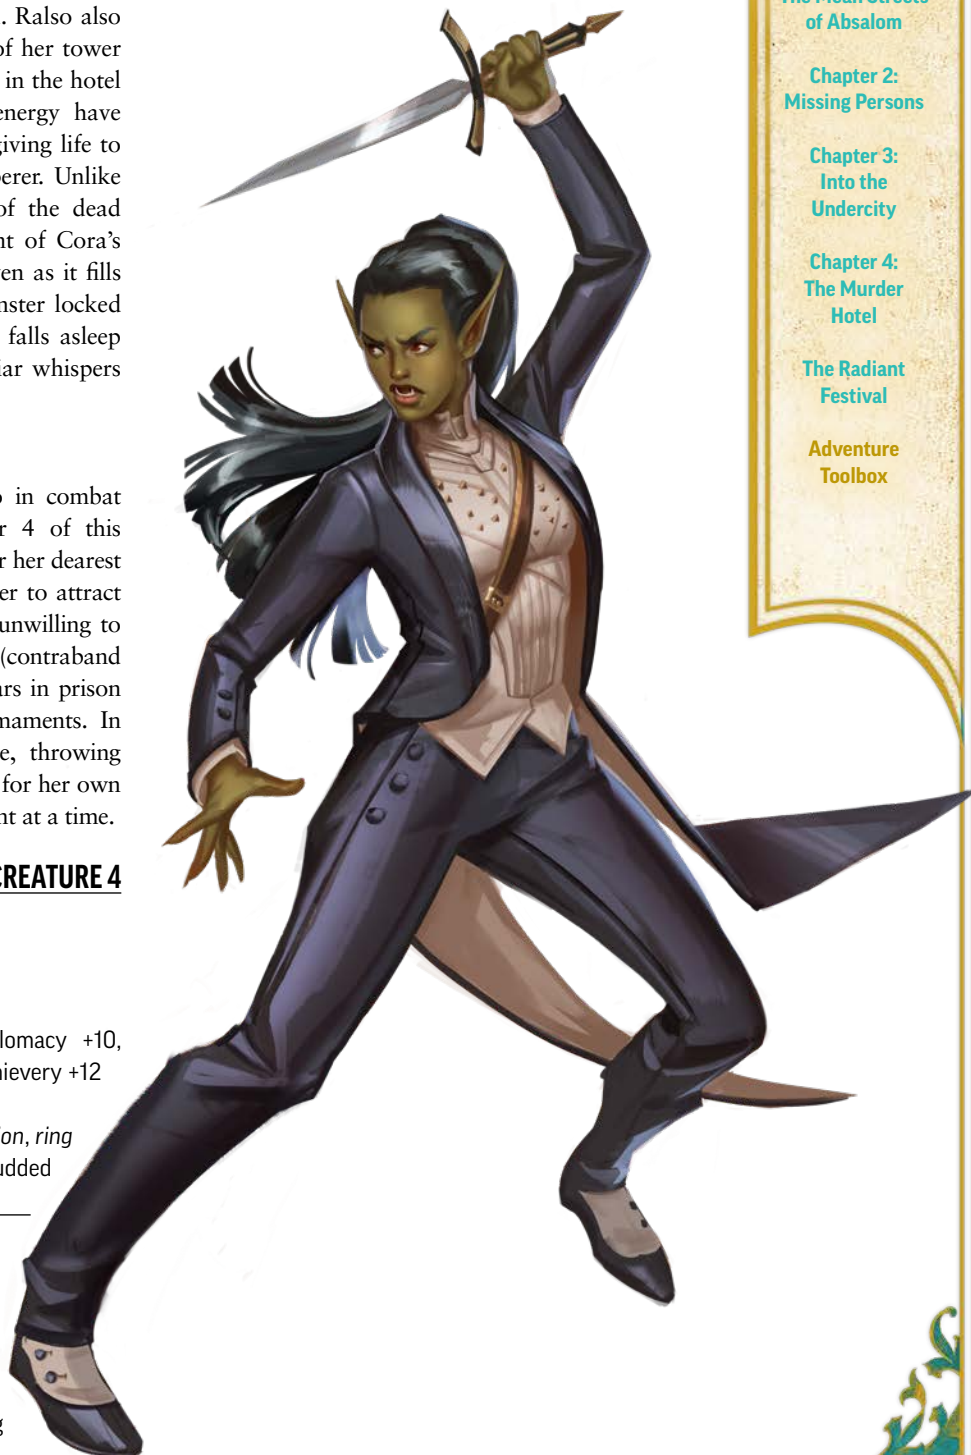 . Ralso also
of her tower
in the hotel
energy have
giving life to
perer. Unlike
of the dead
nt of Cora's
ven as it fills
nster locked
falls asleep
iar whispers
o in combat
r 4 of this
r her dearest
er to attract
unwilling to
(contraband
ars in prison
maments. In
e, throwing
for her own
nt at a time.
CREATURE 4
lomacy +10,
hievery +12
ion, ring
udded
g
of Absalom
Chapter 2:
Missing Persons
Chapter 3:
Into the
Undercity
Chapter 4:
The Murder
Hotel
The Radiant
Festival
Adventure
Toolbox